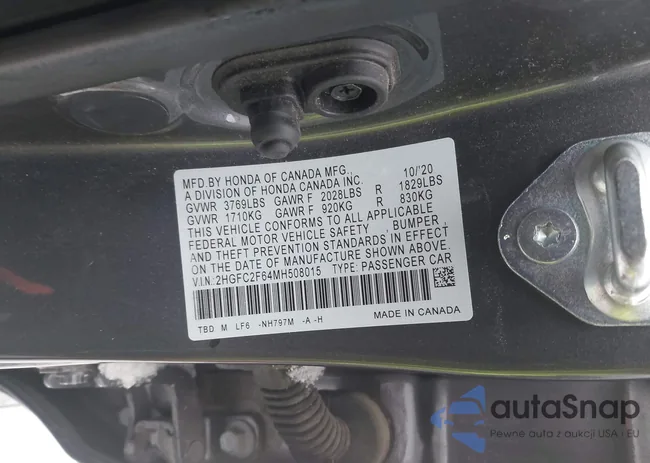 MFD.BY HONDA OF CANADA MFG. 10/'20
A DIVISION OF HONDA CANADA INC.
GVWR 3769LBS GAWR F 2028LBS R 1829LBS
GVWR 1710KG GAWR F 920KG R 830KG
THIS VEHICLE CONFORMS TO ALL APPLICABLE
FEDERAL MOTOR VEHICLE SAFETY , BUMPER ,
AND THEFT PREVENTION STANDARDS IN EFFECT
ON THE DATE OF MANUFACTURE SHOWN ABOVE.
V.I.N.:2HGFC2F64MH508015 TYPE: PASSENGER CAR
TBD M LF6 -NH797M -A -H MADE IN CANADA
autaSnap
Pewne auta z aukcji USA - EU